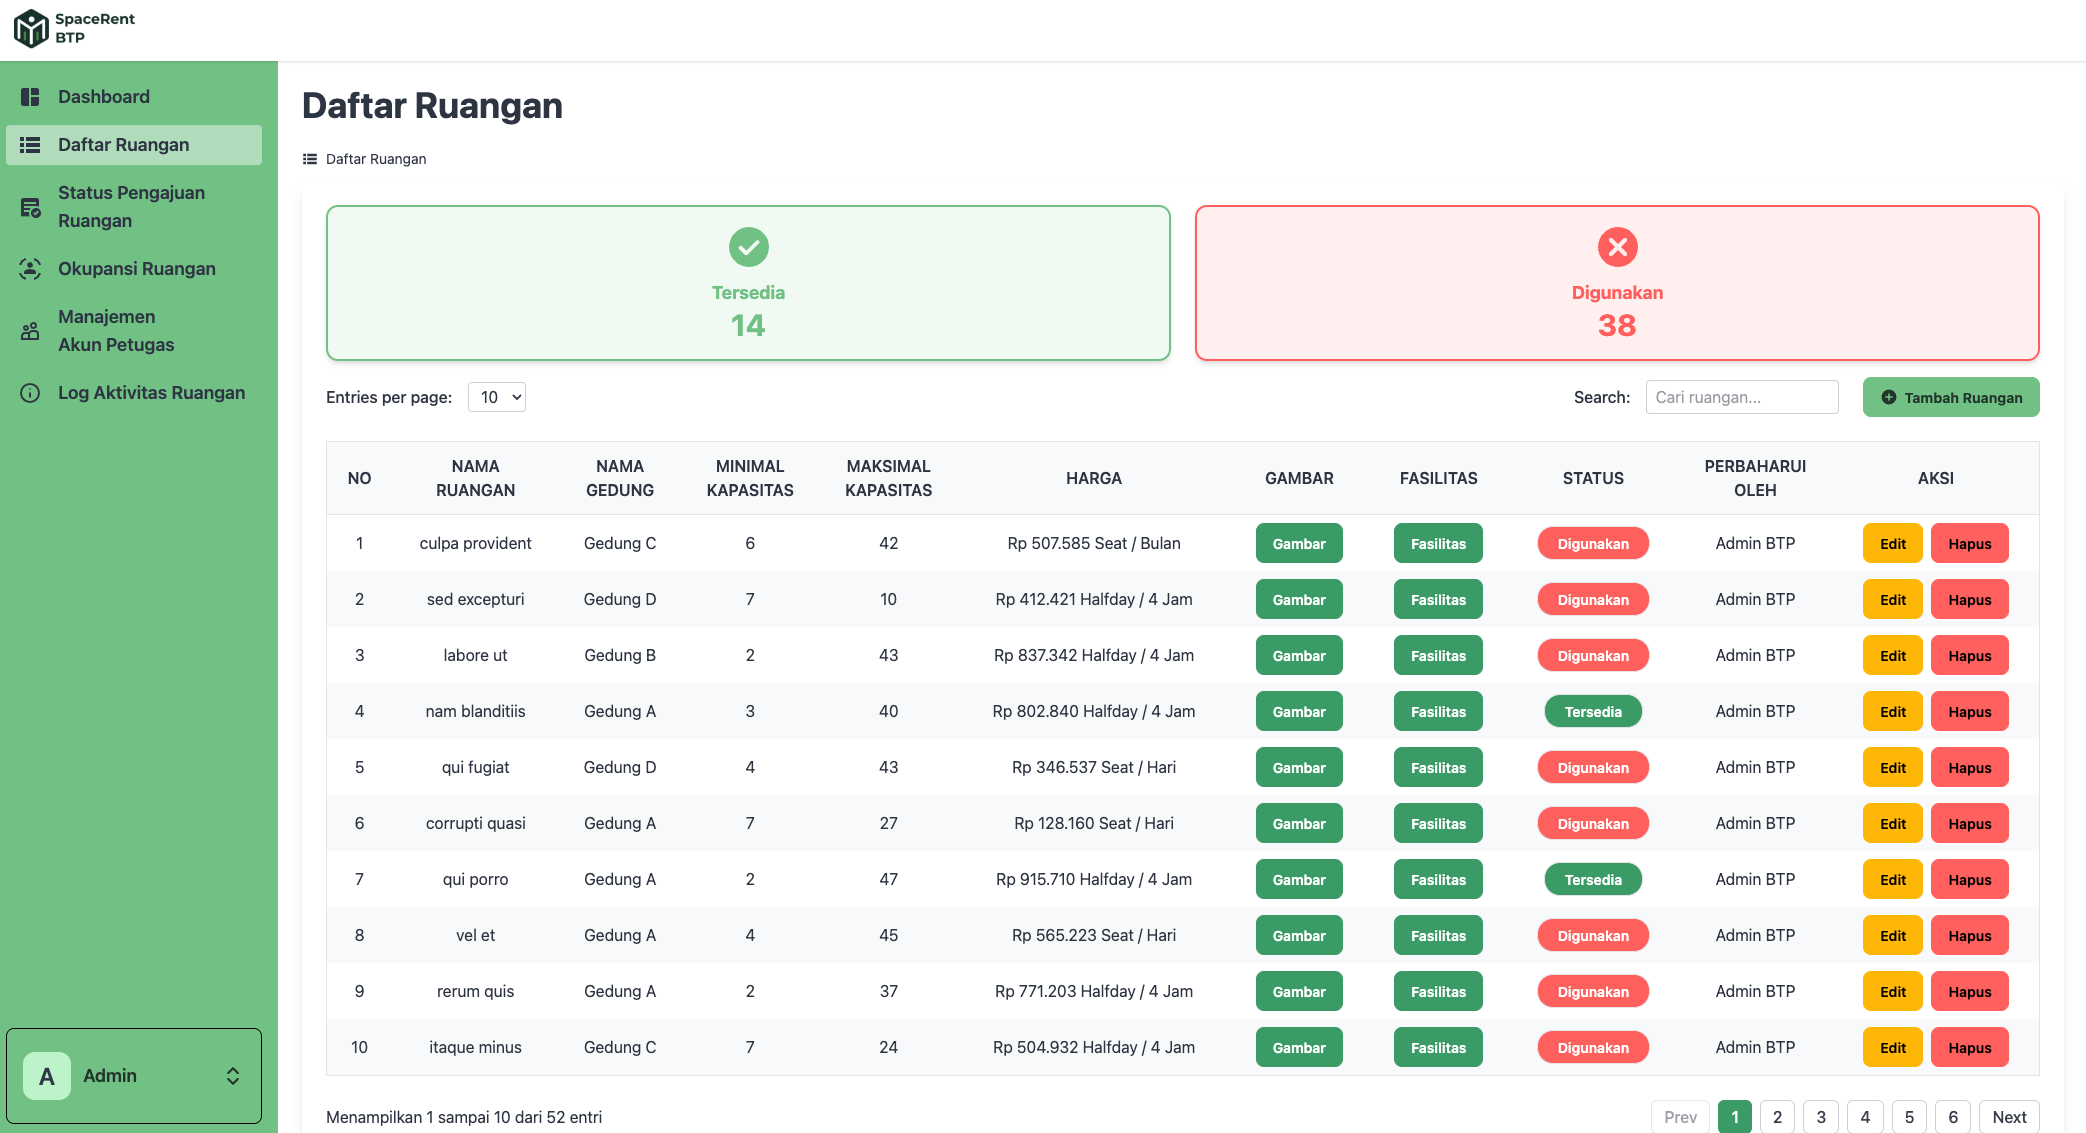 SpaceRent
BTP
Dashboard
Daftar Ruangan
Status Pengajuan
Ruangan
Okupansi Ruangan
Manajemen
Akun Petugas
Log Aktivitas Ruangan
A Admin
Daftar Ruangan
Daftar Ruangan
Tersedia
14
Digunakan
38
Entries per page: 10
Search: Cari ruangan... Tambah Ruangan
NO NAMA RUANGAN NAMA GEDUNG MINIMAL KAPASITAS MAKSIMAL KAPASITAS HARGA GAMBAR FASILITAS STATUS PERBAHARUI OLEH AKSI
1 culpa provident Gedung C 6 42 Rp 507.585 Seat / Bulan Gambar Fasilitas Digunakan Admin BTP Edit Hapus
2 sed excepturi Gedung D 7 10 Rp 412.421 Halfday / 4 Jam Gambar Fasilitas Digunakan Admin BTP Edit Hapus
3 labore ut Gedung B 2 43 Rp 837.342 Halfday / 4 Jam Gambar Fasilitas Digunakan Admin BTP Edit Hapus
4 nam blanditiis Gedung A 3 40 Rp 802.840 Halfday / 4 Jam Gambar Fasilitas Tersedia Admin BTP Edit Hapus
5 qui fugiat Gedung D 4 43 Rp 346.537 Seat / Hari Gambar Fasilitas Digunakan Admin BTP Edit Hapus
6 corrupti quasi Gedung A 7 27 Rp 128.160 Seat / Hari Gambar Fasilitas Digunakan Admin BTP Edit Hapus
7 qui porro Gedung A 2 47 Rp 915.710 Halfday / 4 Jam Gambar Fasilitas Tersedia Admin BTP Edit Hapus
8 vel et Gedung A 4 45 Rp 565.223 Seat / Hari Gambar Fasilitas Digunakan Admin BTP Edit Hapus
9 rerum quis Gedung A 2 37 Rp 771.203 Halfday / 4 Jam Gambar Fasilitas Digunakan Admin BTP Edit Hapus
10 itaque minus Gedung C 7 24 Rp 504.932 Halfday / 4 Jam Gambar Fasilitas Digunakan Admin BTP Edit Hapus
Menampilkan 1 sampai 10 dari 52 entri
Prev 1 2 3 4 5 6 Next